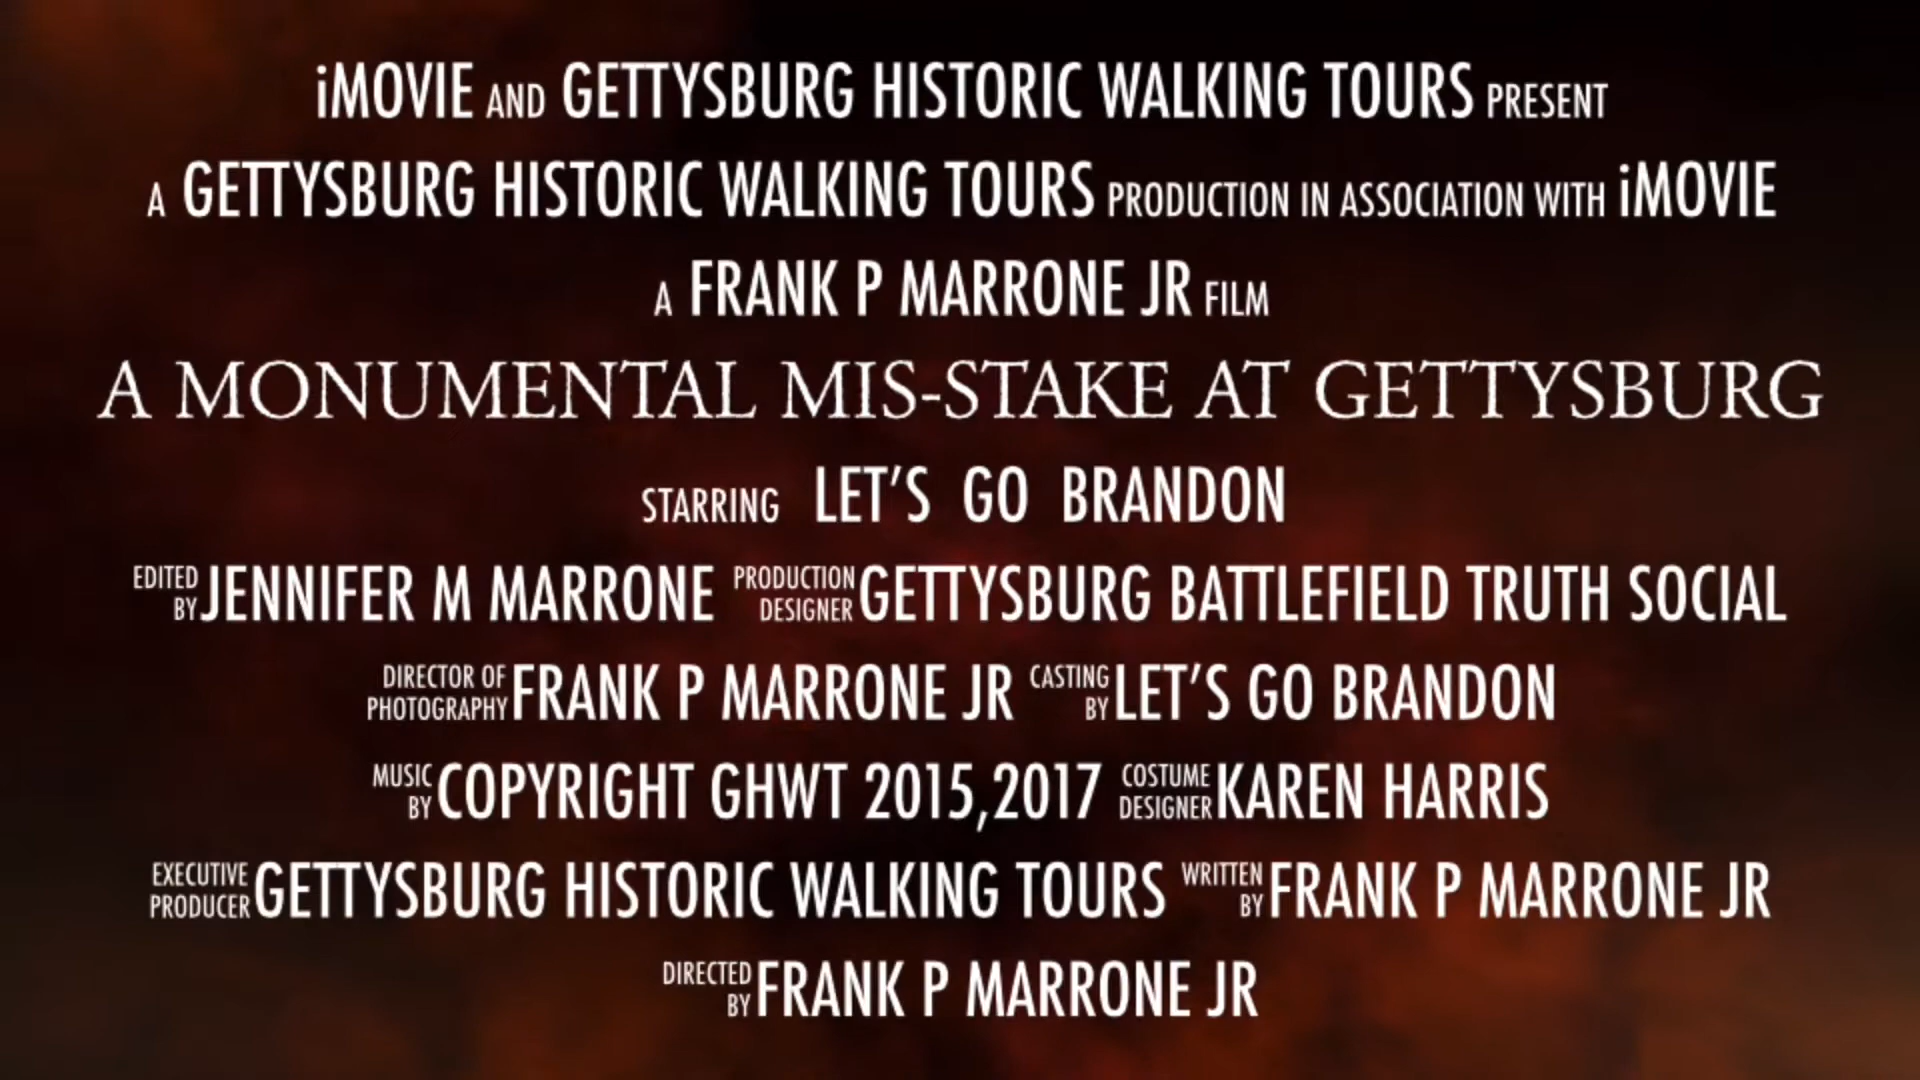 iMOVIE AND GETTYSBURG HISTORIC WALKING TOURS PRESENT
A GETTYSBURG HISTORIC WALKING TOURS PRODUCTION IN ASSOCIATION WITH iMOVIE
A FRANK P MARRONE JR FILM
A MONUMENTAL MIS-STAKE AT GETTYSBURG
STARRING LET'S GO BRANDON
EDITED BY JENNIFER M MARRONE PRODUCTION DESIGNER GETTYSBURG BATTLEFIELD TRUTH SOCIAL
DIRECTOR OF PHOTOGRAPHY FRANK P MARRONE JR CASTING BY LET'S GO BRANDON
MUSIC BY COPYRIGHT GHWT 2015,2017 COSTUME DESIGNER KAREN HARRIS
EXECUTIVE PRODUCER GETTYSBURG HISTORIC WALKING TOURS WRITTEN BY FRANK P MARRONE JR
DIRECTED BY FRANK P MARRONE JR